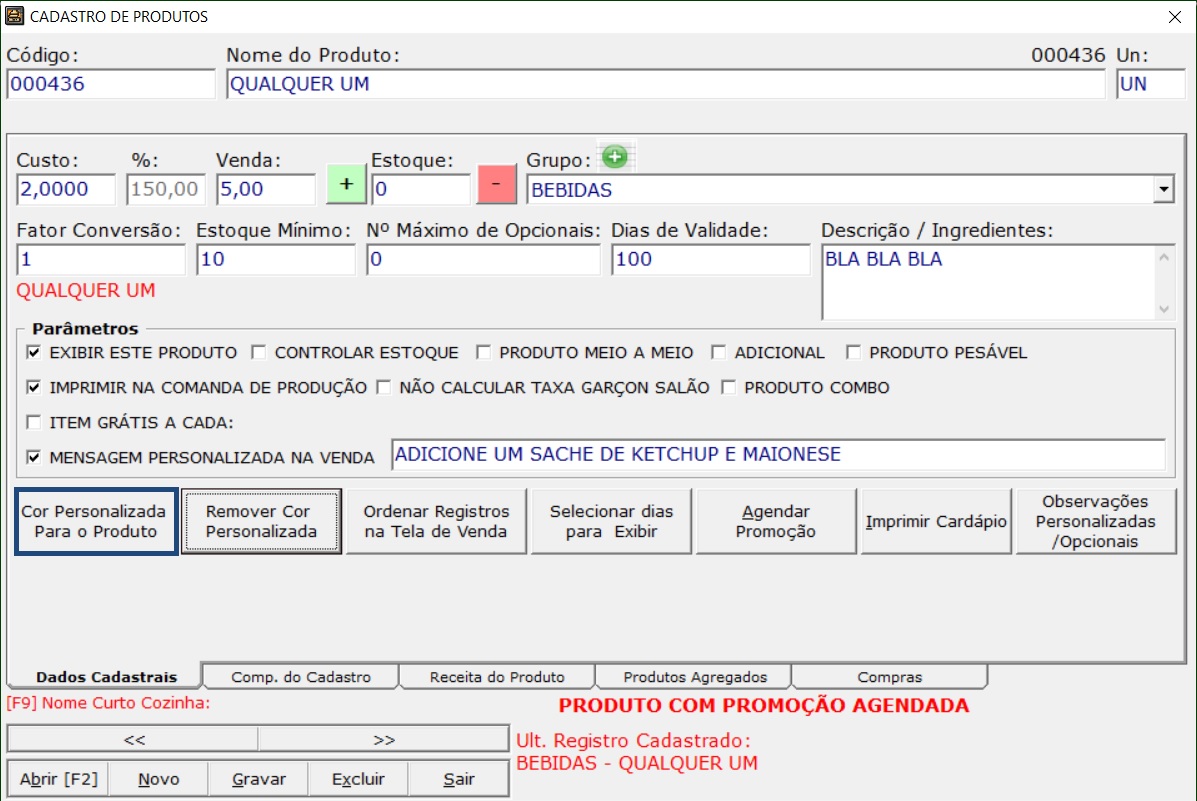 CADASTRO DE PRODUTOS
Código: Nome do Produto: 000436 Un:
000436 QUALQUER UM UN
Custo: %: Venda: Estoque: Grupo:
2,0000 150,00 5,00 + 0 - BEBIDAS
Fator Conversão: Estoque Mínimo: Nº Máximo de Opcionais: Dias de Validade: Descrição / Ingredientes:
1 10 0 100 BLA BLA BLA
QUALQUER UM
Parâmetros
EXIBIR ESTE PRODUTO CONTROLAR ESTOQUE PRODUTO MEIO A MEIO ADICIONAL PRODUTO PESÁVEL
IMPRIMIR NA COMANDA DE PRODUÇÃO NÃO CALCULAR TAXA GARÇON SALÃO PRODUTO COMBO
ITEM GRÁTIS A CADA:
MENSAGEM PERSONALIZADA NA VENDA ADICIONE UM SACHE DE KETCHUP E MAIONESE
Cor Personalizada
Para o Produto
Remover Cor
Personalizada
Ordenar Registros
na Tela de Venda
Selecionar dias
para Exibir
Agendar
Promoção
Imprimir Cardápio
Observações
Personalizadas
/Opcionais
Dados Cadastrais Comp. do Cadastro Receita do Produto Produtos Agregados Compras
[F9] Nome Curto Cozinha: PRODUTO COM PROMOÇÃO AGENDADA
<< >> Ult. Registro Cadastrado:
BEBIDAS - QUALQUER UM
Abrir [F2] Novo Gravar Excluir Sair